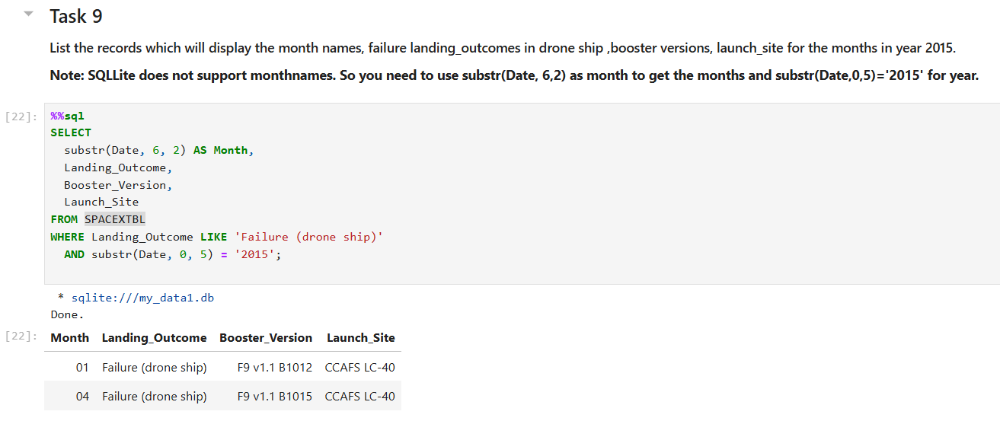 Task 9
List the records which will display the month names, failure landing_outcomes in drone ship ,booster versions, launch_site for the months in year 2015.
Note: SQLLite does not support monthnames. So you need to use substr(Date, 6,2) as month to get the months and substr(Date,0,5)='2015' for year.
[22]: %%sql
SELECT
substr(Date, 6, 2) AS Month,
Landing_Outcome,
Booster_Version,
Launch_Site
FROM SPACEXTBL
WHERE Landing_Outcome LIKE 'Failure (drone ship)'
AND substr(Date, 0, 5) = '2015';
* sqlite:///my_data1.db
Done.
[22]: Month Landing_Outcome Booster_Version Launch_Site
01 Failure (drone ship) F9 v1.1 B1012 CCAFS LC-40
04 Failure (drone ship) F9 v1.1 B1015 CCAFS LC-40